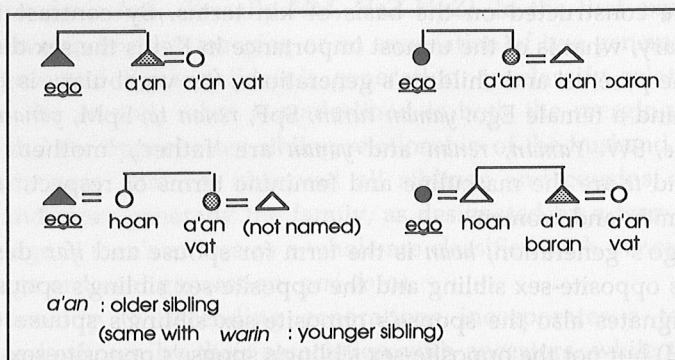 ego a'an a'an vat ego a'an a'an baran
ego hoan a'an (not named) ego hoan a'an a'an
vat baran vat
a'an : older sibling
(same with warin : younger sibling)